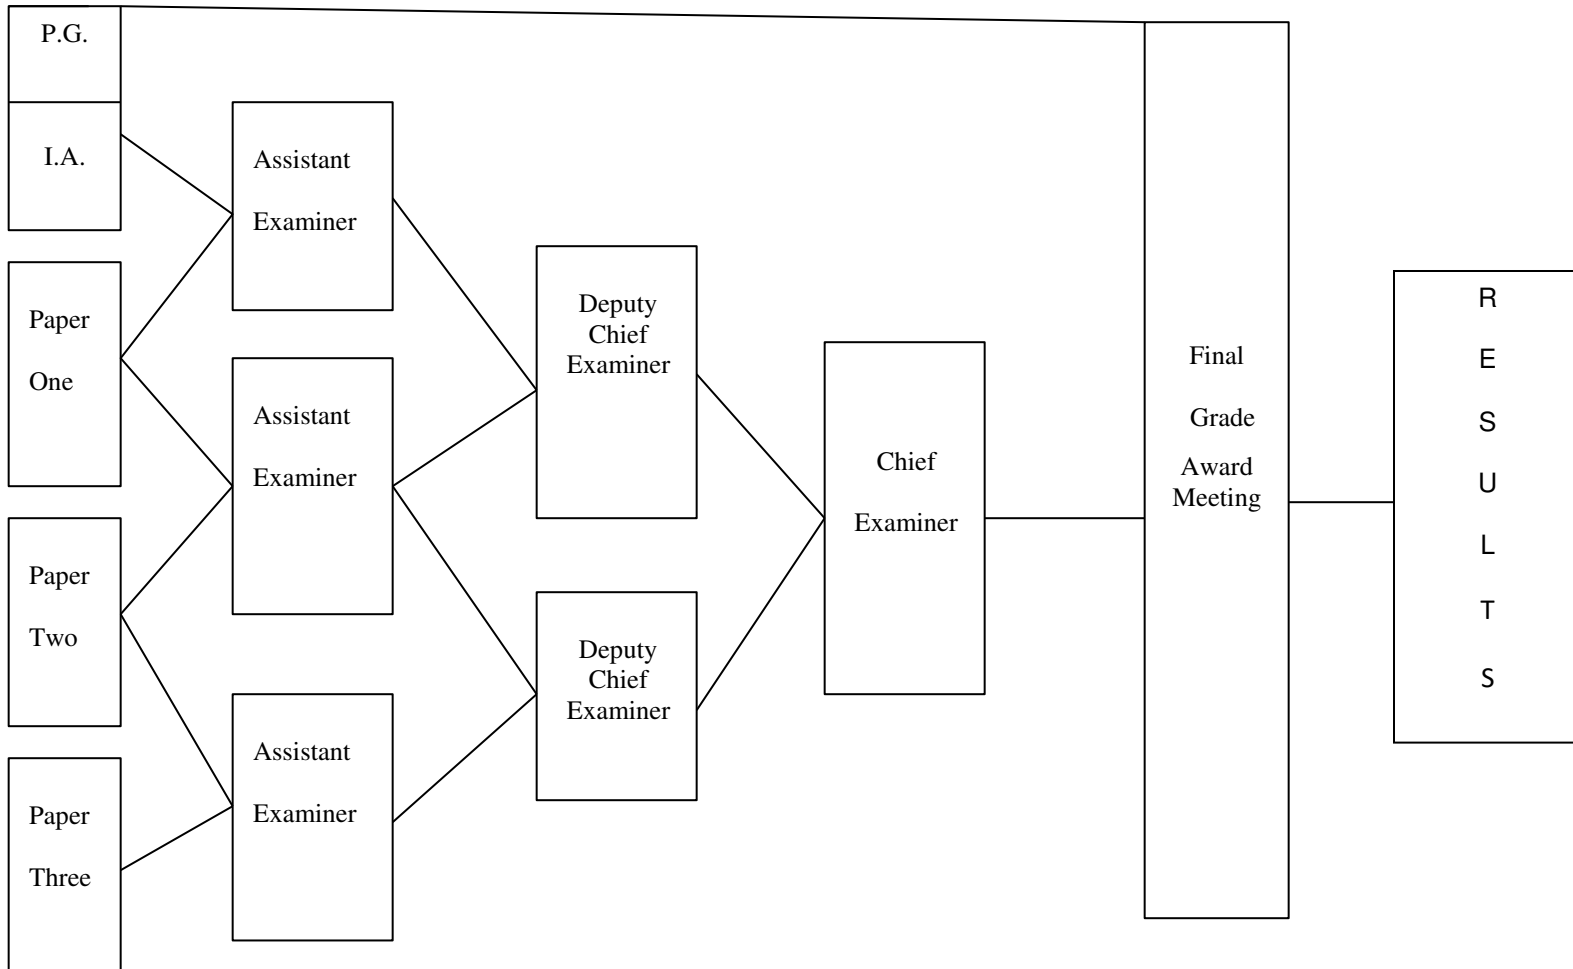 P.G.
I.A.
Paper
One
Paper
Two
Paper
Three
Assistant
Examiner
Assistant
Examiner
Assistant
Examiner
Deputy
Chief
Examiner
Deputy
Chief
Examiner
Chief
Examiner
Final
Grade
Award
Meeting
R
E
S
U
L
T
S